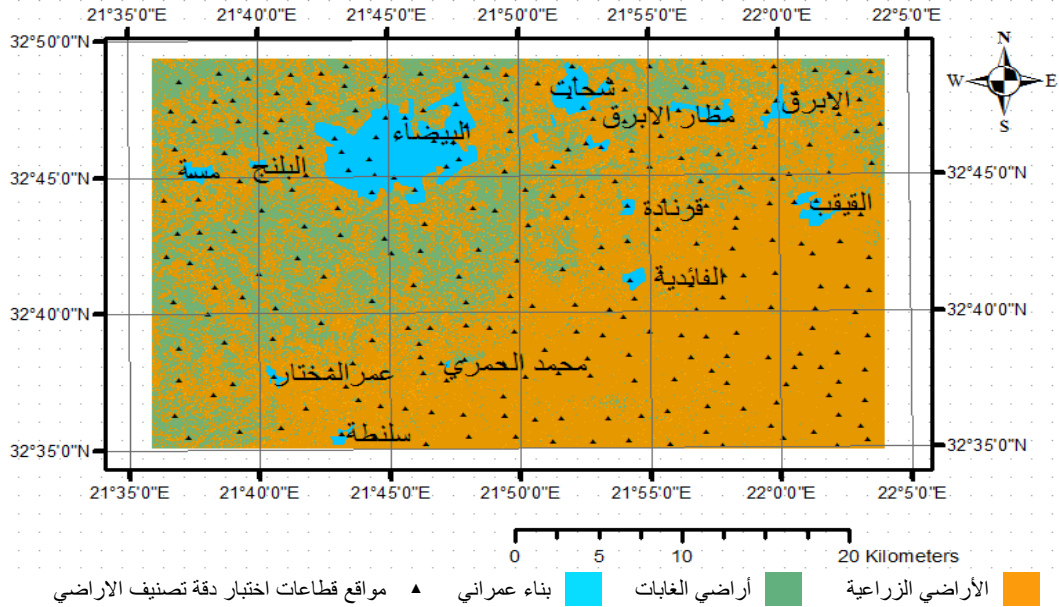 21°35'0"E 21°40'0"E 21°45'0"E 21°50'0"E 21°55'0"E 22°0'0"E 22°5'0"E
32°50'0"N
N
W E
S
شحات
الابرق
مطار الابرق
البيضاء
البلنج
مسة
32°45'0"N 32°45'0"N
القيقب
قرنادة
الفائدية
32°40'0"N 32°40'0"N
محمد الحمري
عمرالمختار
سلنطة
32°35'0"N 32°35'0"N
21°35'0"E 21°40'0"E 21°45'0"E 21°50'0"E 21°55'0"E 22°0'0"E 22°5'0"E
0 5 10 20 Kilometers
الأراضي الزراعية أراضي الغابات بناء عمراني مواقع قطاعات اختبار دقة تصنيف الاراضي